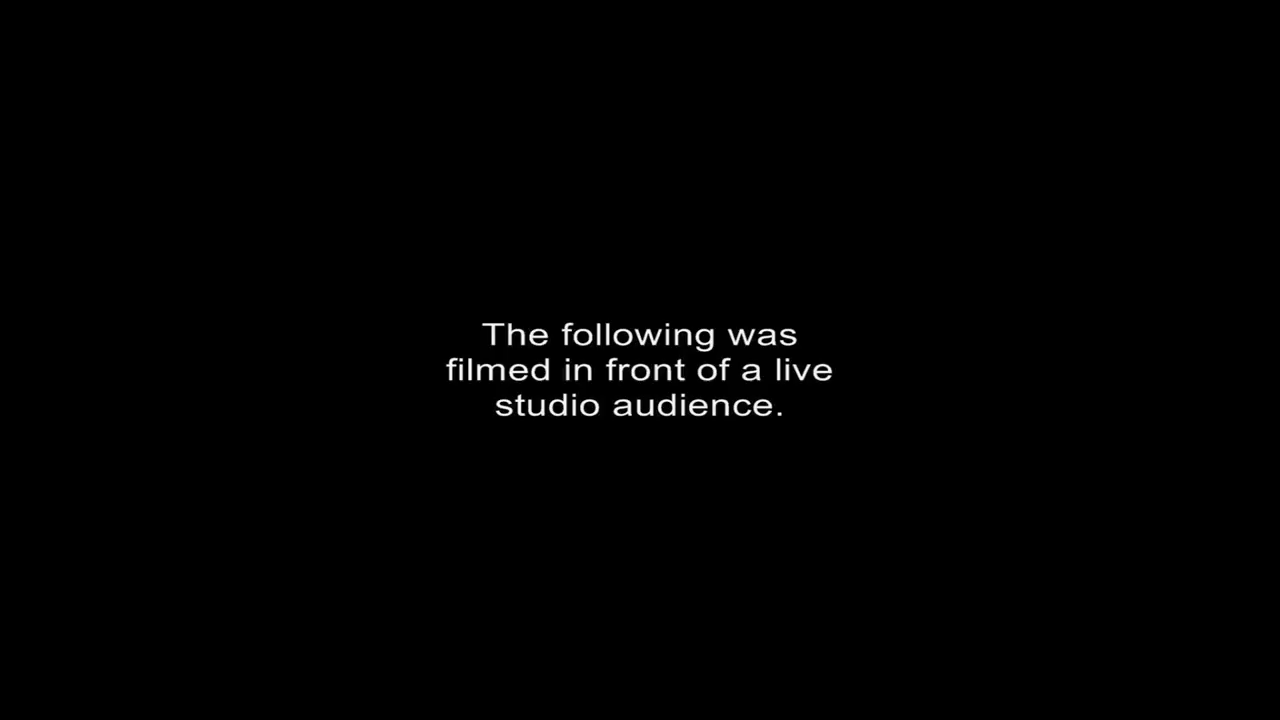 The following was
filmed in front of a live
studio audience.